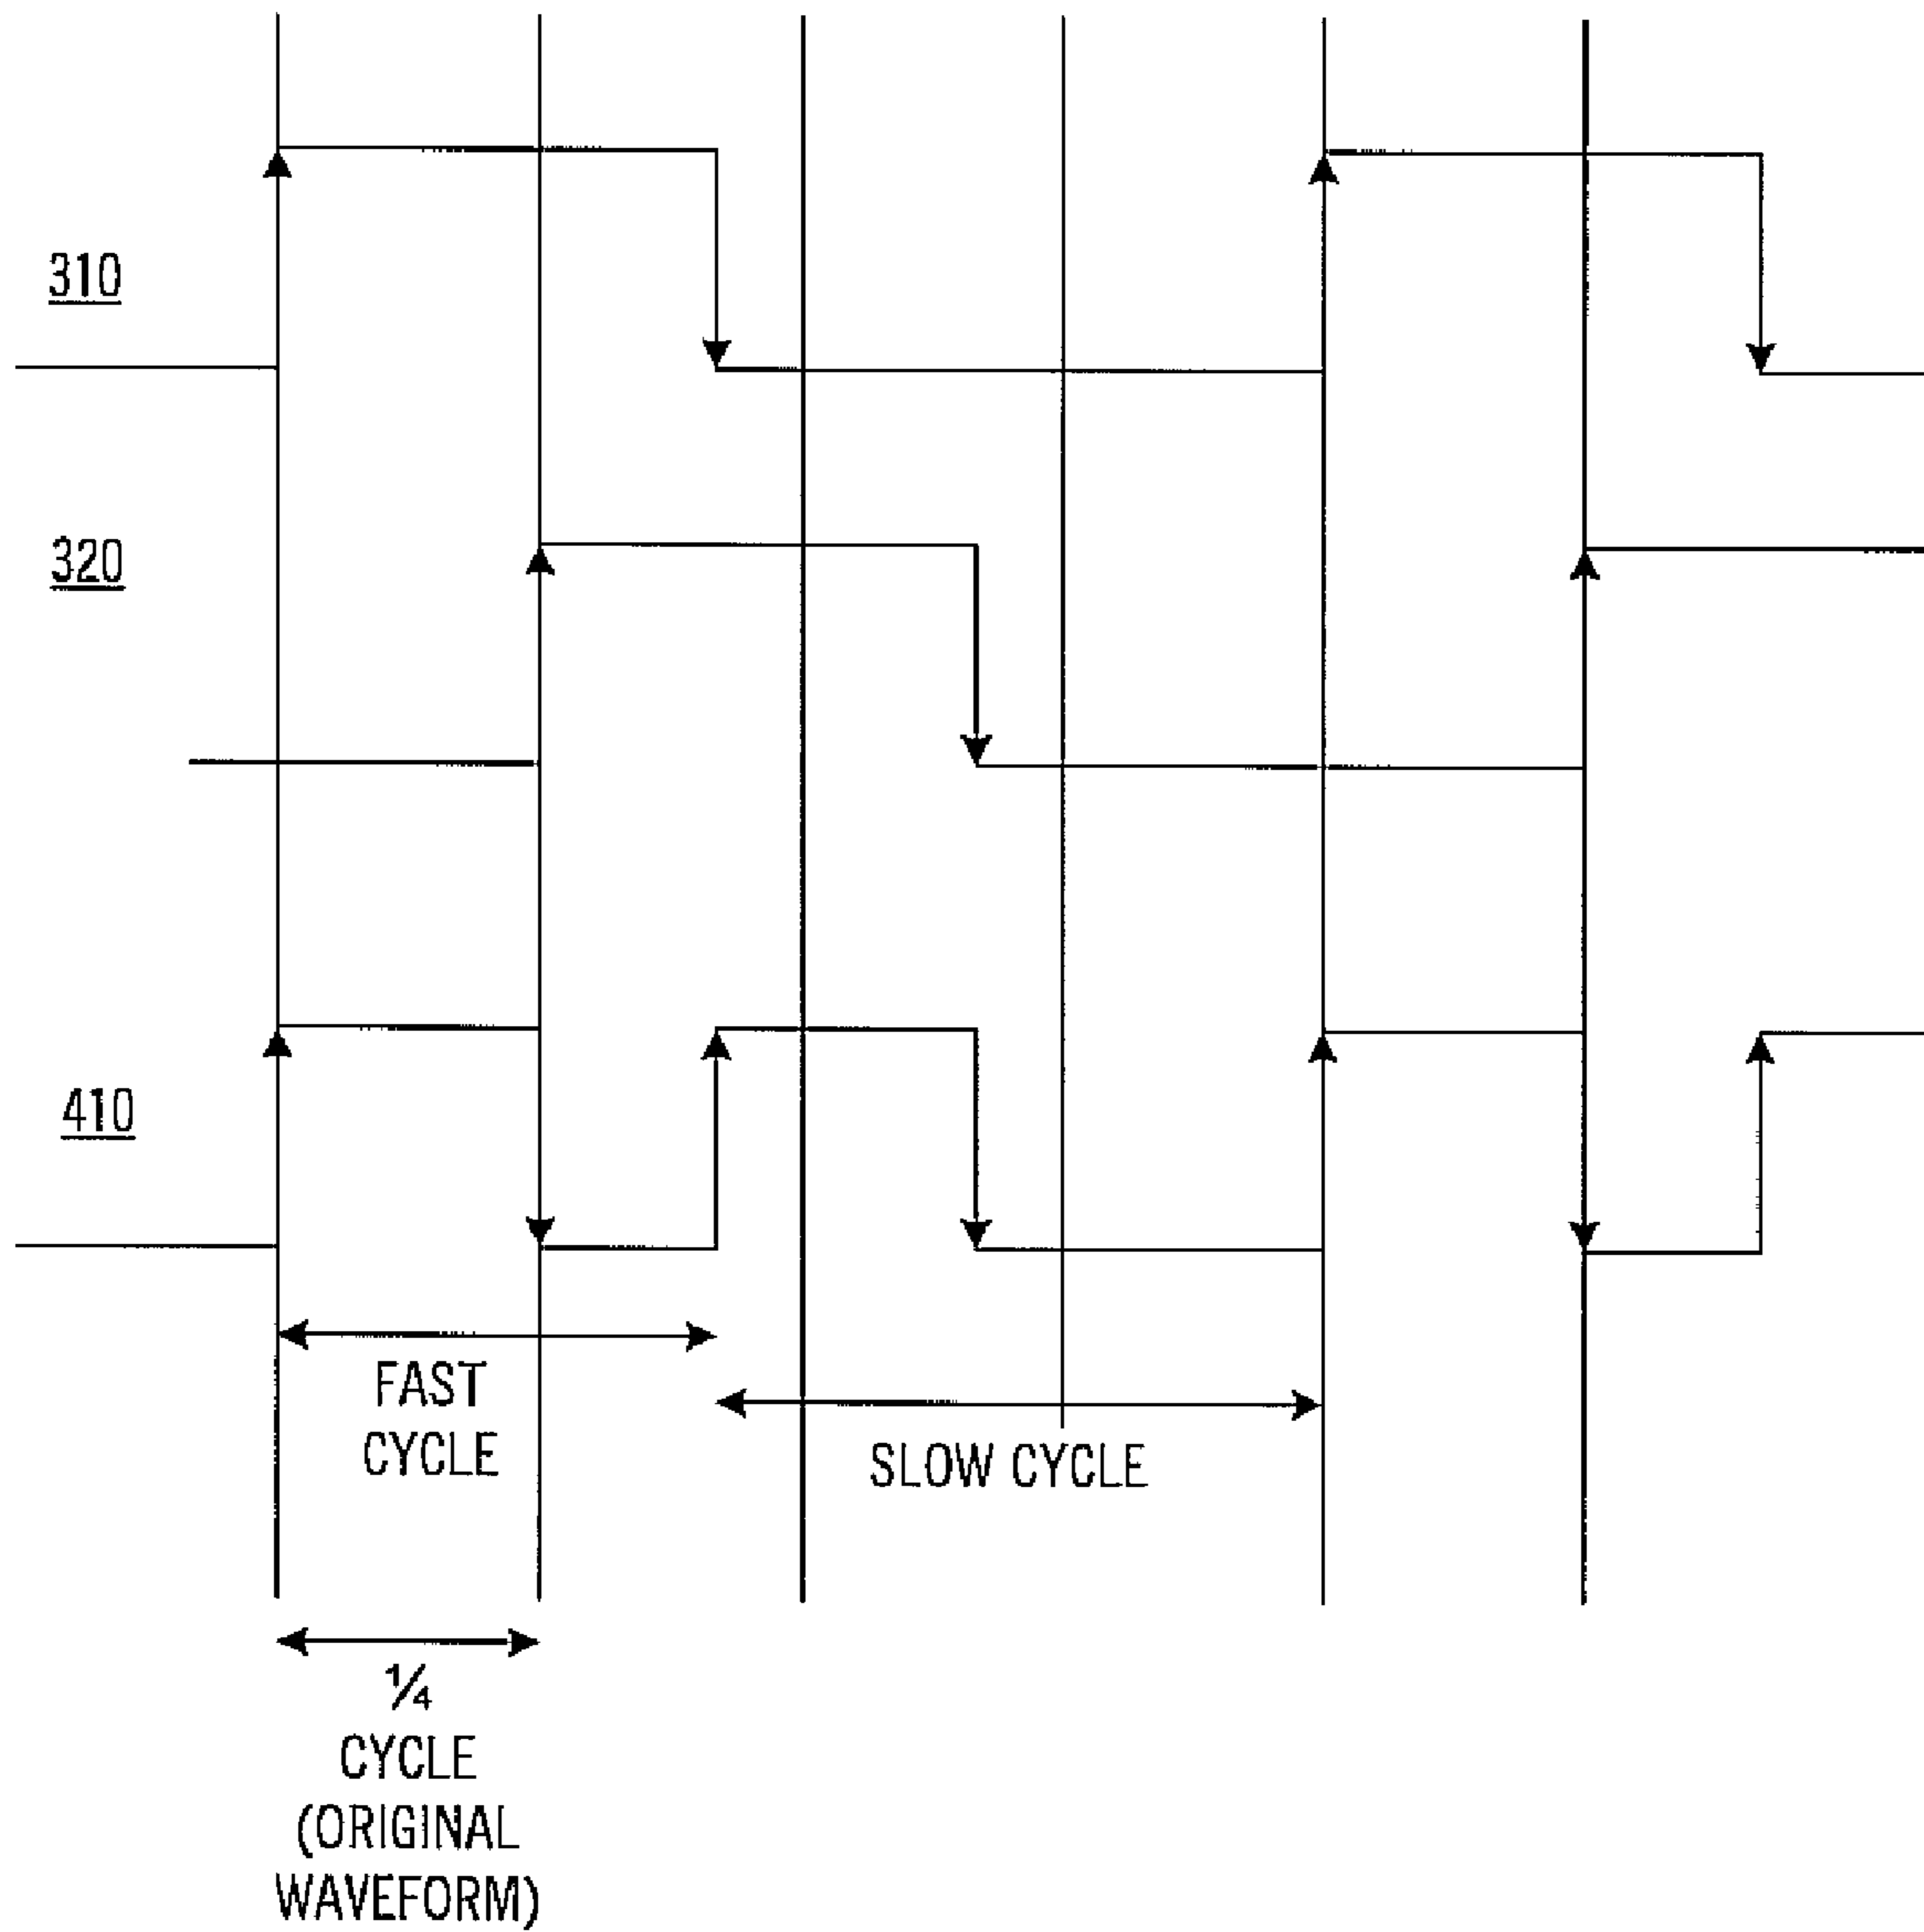 310
320
410
FAST
CYCLE
SLOW CYCLE
¼
CYCLE
(ORIGINAL
WAVEFORM)